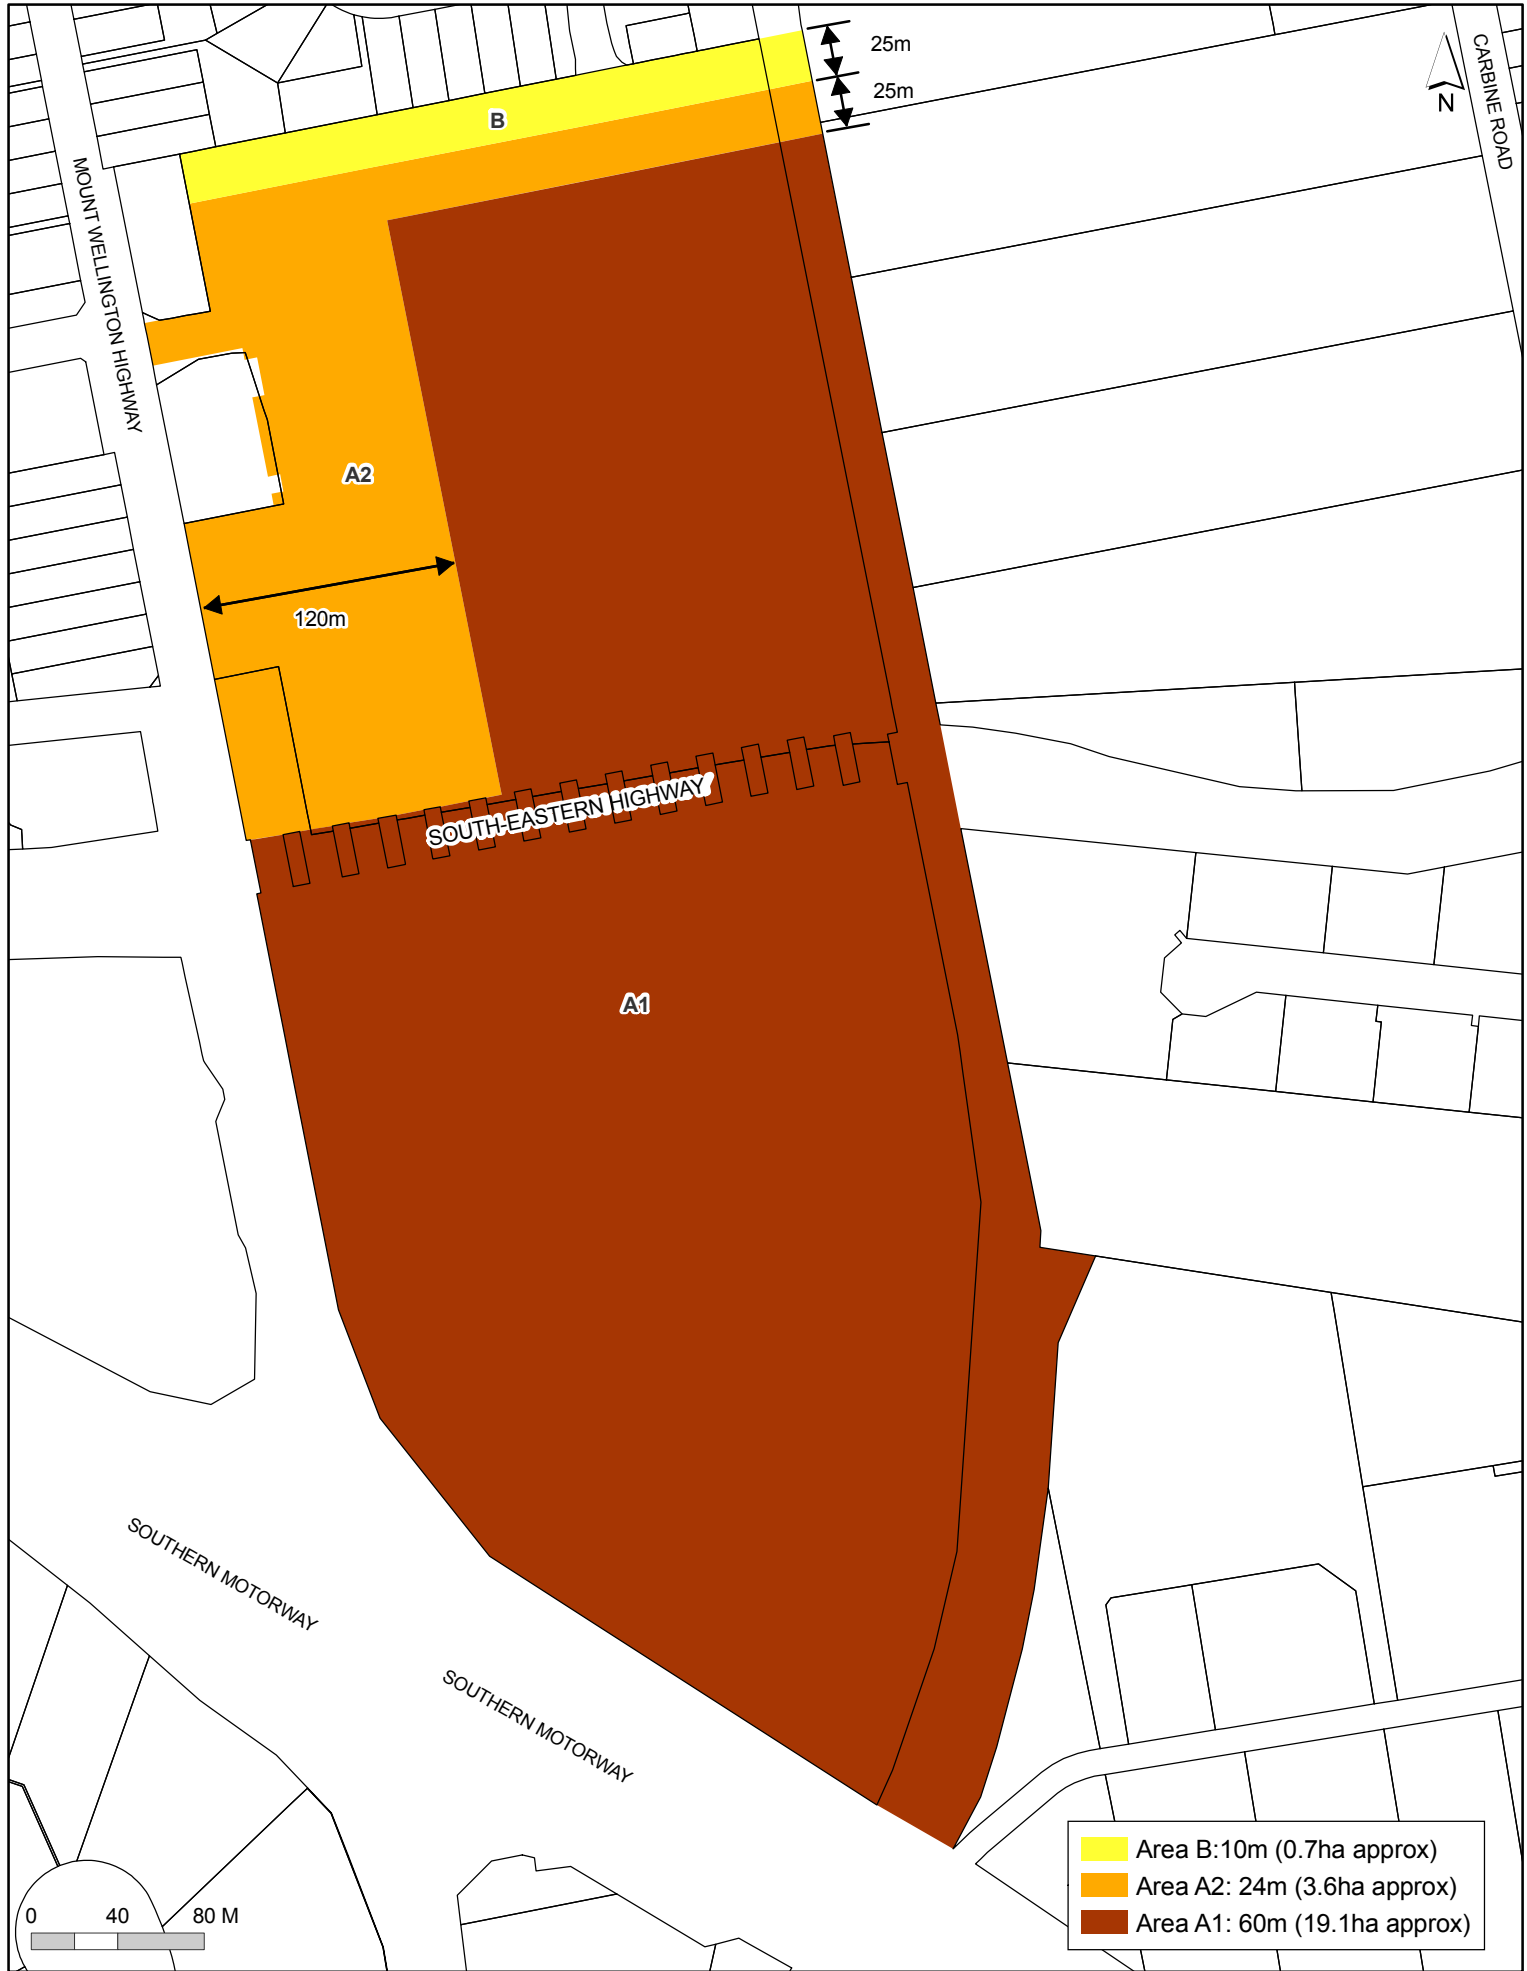 25m
25m
CARBINE ROAD
N
B
MOUNT WELLINGTON HIGHWAY
A2
120m
SOUTH-EASTERN HIGHWAY
A1
SOUTHERN MOTORWAY
SOUTHERN MOTORWAY
Area B:10m (0.7ha approx)
Area A2: 24m (3.6ha approx)
Area A1: 60m (19.1ha approx)
0 40 80 M